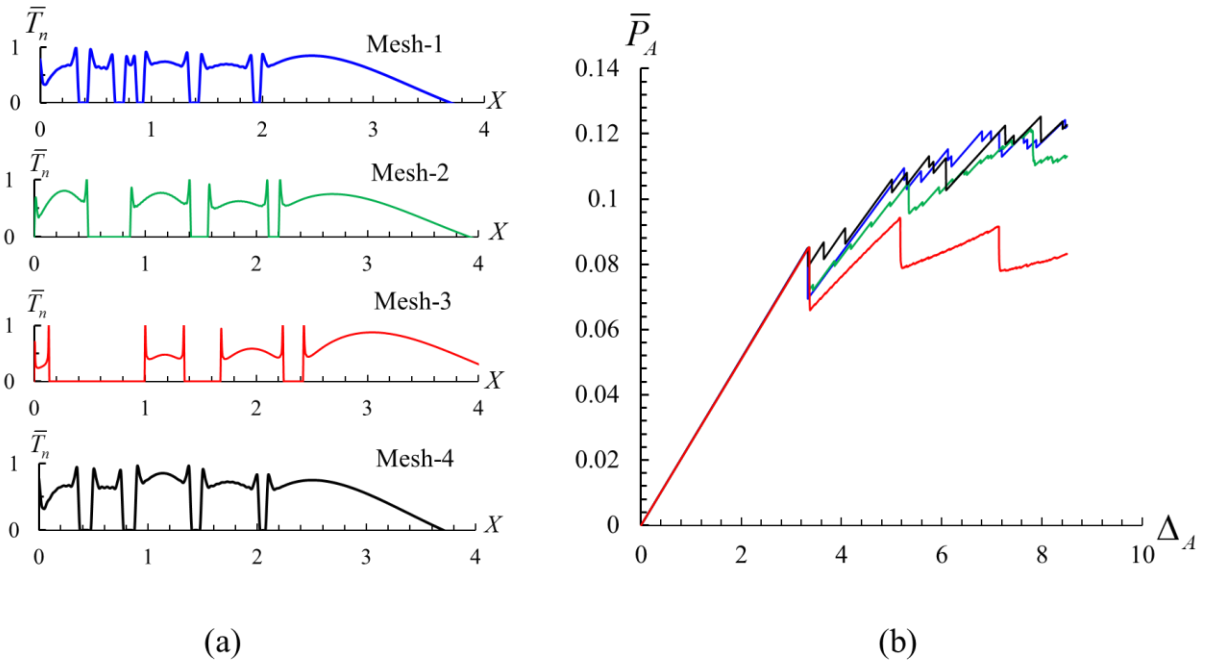 T̄ₙ
Mesh-1
1
0
X
0 1 2 3 4
T̄ₙ
Mesh-2
1
0
X
0 1 2 3 4
T̄ₙ
Mesh-3
1
0
X
0 1 2 3 4
T̄ₙ
Mesh-4
1
0
X
0 1 2 3 4
(a)
P̄_A
0.14
0.12
0.1
0.08
0.06
0.04
0.02
0
0 2 4 6 8 10
Δ_A
(b)